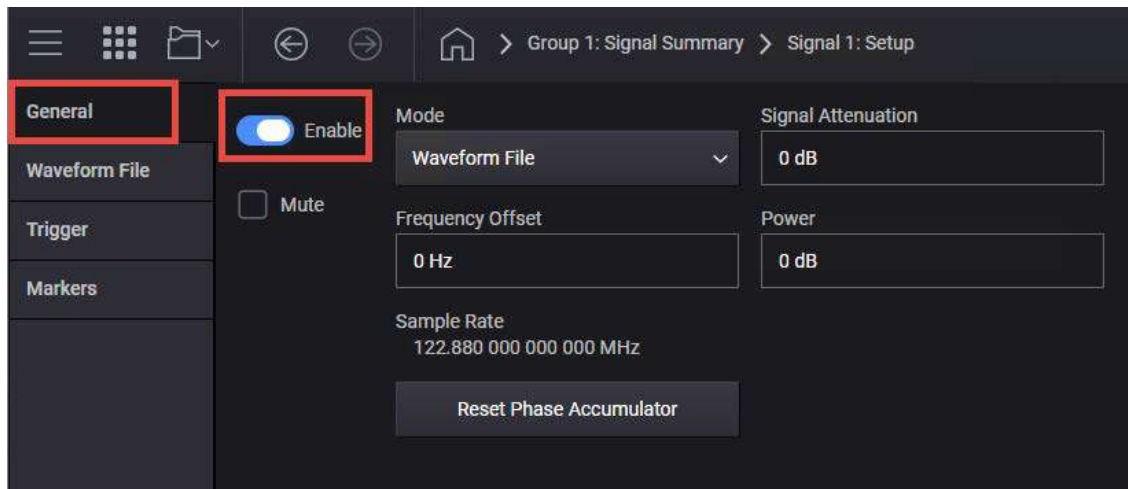 Group 1: Signal Summary
Signal 1: Setup
General
Waveform File
Trigger
Markers
Enable
Mute
Mode
Waveform File
Signal Attenuation
0 dB
Frequency Offset
0 Hz
Power
0 dB
Sample Rate
122.880 000 000 000 MHz
Reset Phase Accumulator